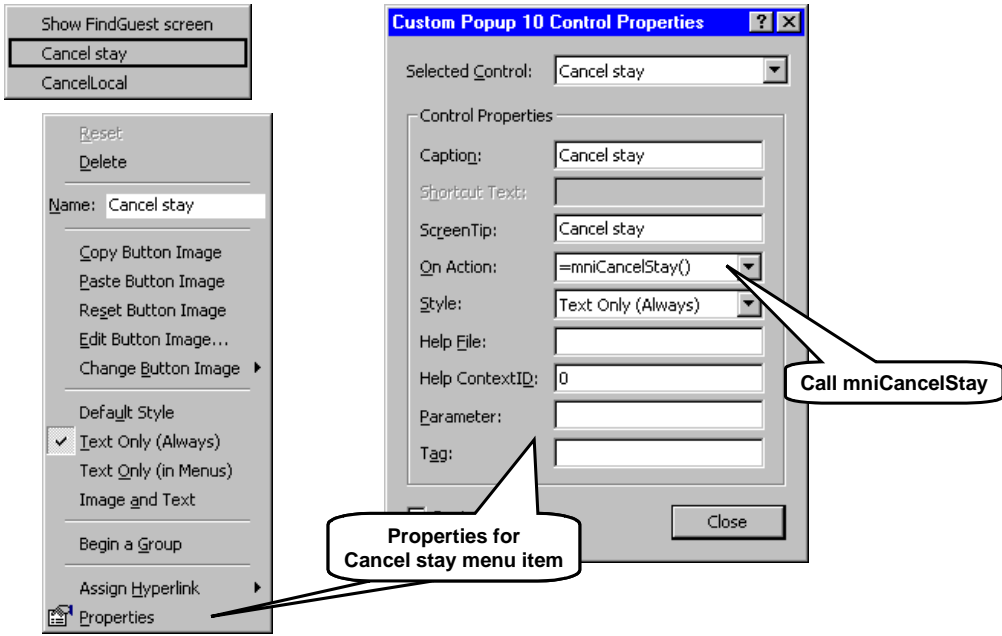 Show FindGuest screen
Cancel stay
CancelLocal
Reset
Delete
Name: Cancel stay
Copy Button Image
Paste Button Image
Reset Button Image
Edit Button Image...
Change Button Image
Default Style
Text Only (Always)
Text Only (in Menus)
Image and Text
Begin a Group
Assign Hyperlink
Properties
Custom Popup 10 Control Properties
Selected Control: Cancel stay
Control Properties
Caption: Cancel stay
Shortcut Text:
ScreenTip: Cancel stay
On Action: =mniCancelStay()
Style: Text Only (Always)
Help File:
Help ContextID: 0
Parameter:
Tag:
Close
Call mniCancelStay
Properties for
Cancel stay menu item